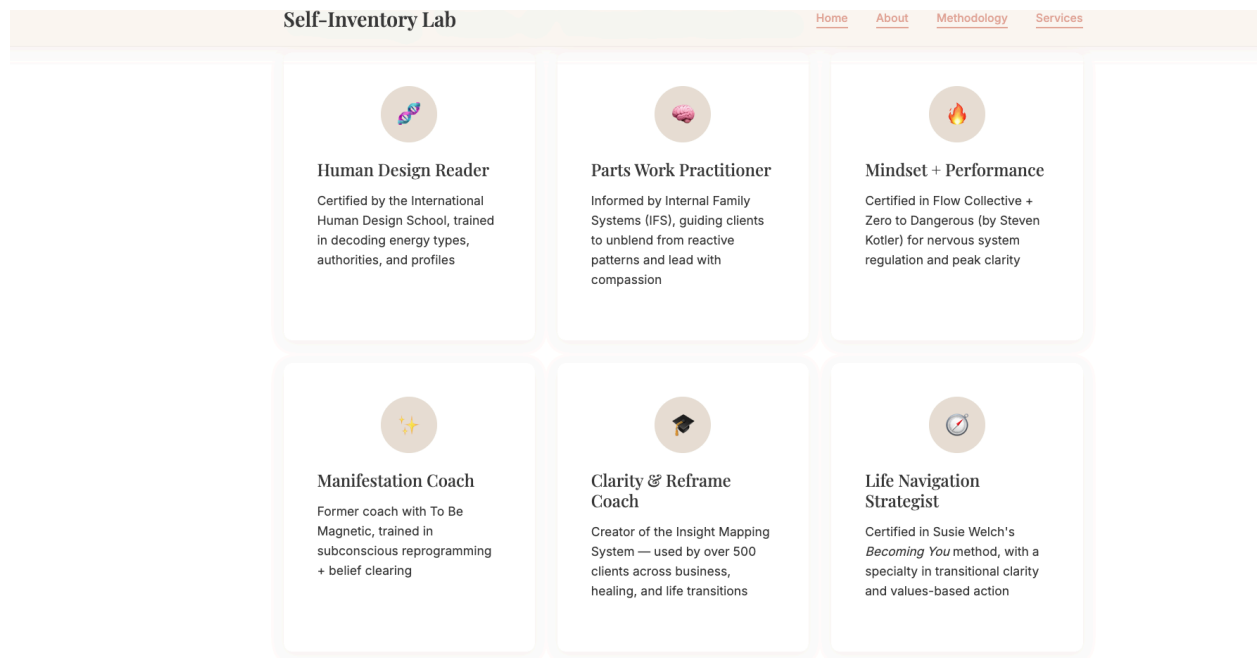 Self-Inventory Lab
Home
About
Methodology
Services
Human Design Reader
Certified by the International
Human Design School, trained
in decoding energy types,
authorities, and profiles
Parts Work Practitioner
Informed by Internal Family
Systems (IFS), guiding clients
to unblend from reactive
patterns and lead with
compassion
Mindset + Performance
Certified in Flow Collective +
Zero to Dangerous (by Steven
Kotler) for nervous system
regulation and peak clarity
Manifestation Coach
Former coach with To Be
Magnetic, trained in
subconscious reprogramming
+ belief clearing
Clarity & Reframe
Coach
Creator of the Insight Mapping
System — used by over 500
clients across business,
healing, and life transitions
Life Navigation
Strategist
Certified in Susie Welch's
Becoming You method, with a
specialty in transitional clarity
and values-based action